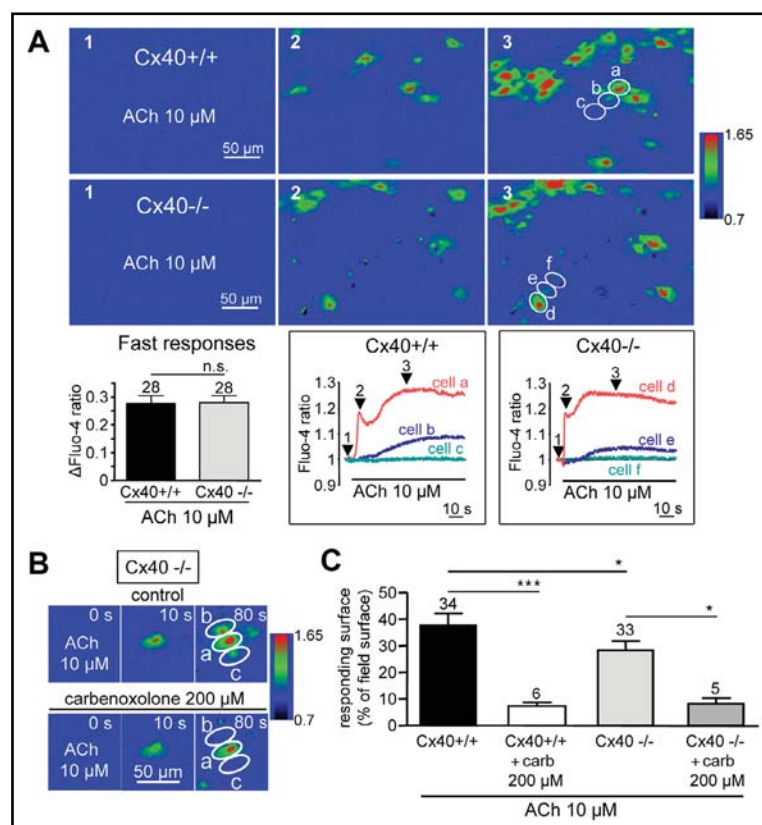 A
1
2
3
Cx40+/+
ACh 10 µM
50 µm
a
b
c
1.65
0.7
1
2
3
Cx40-/-
ACh 10 µM
50 µm
f
e
d
Fast responses
n.s.
28
28
ΔFluo-4 ratio
0.3
0.2
0.1
0
Cx40+/+
Cx40 -/-
ACh 10 µM
Cx40+/+
Fluo-4 ratio
1.3
1.2
1.1
1
0.9
1
2
3
cell a
cell b
cell c
ACh 10 µM
10 s
Cx40-/-
Fluo-4 ratio
1.3
1.2
1.1
1
0.9
1
2
3
cell d
cell e
cell f
ACh 10 µM
10 s
B
Cx40 -/-
control
0 s
10 s
80 s
ACh
10 µM
b
a
c
1.65
0.7
carbenoxolone 200 µM
0 s
10 s
80 s
ACh
10 µM
50 µm
b
a
c
C
responding surface
(% of field surface)
50
40
30
20
10
0
*
***
*
34
6
33
5
Cx40+/+
Cx40+/+
+ carb
200 µM
Cx40 -/-
Cx40 -/-
+ carb
200 µM
ACh 10 µM